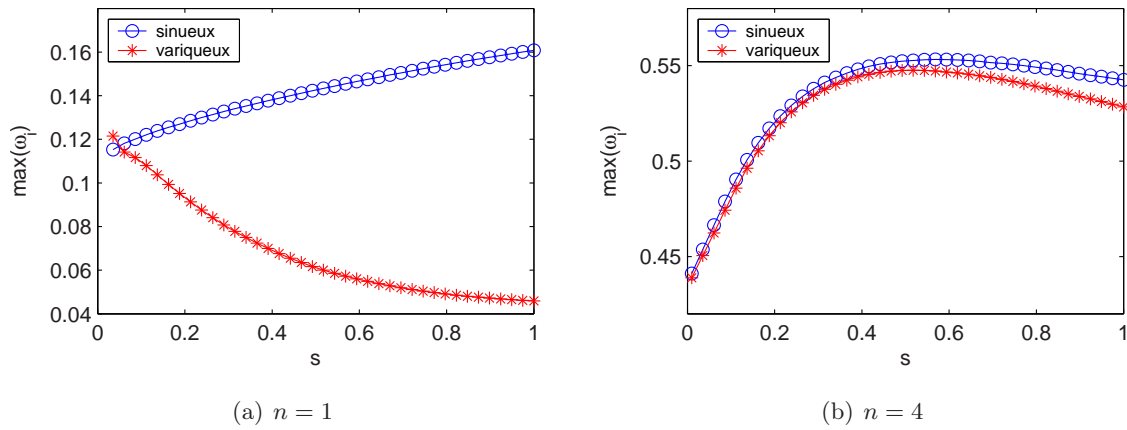 sinueux
variqueux
max(ωi)
0.16
0.14
0.12
0.1
0.08
0.06
0.04
0
0.2
0.4
0.6
0.8
1
s
(a) n = 1
sinueux
variqueux
max(ωi)
0.55
0.5
0.45
0
0.2
0.4
0.6
0.8
1
s
(b) n = 4